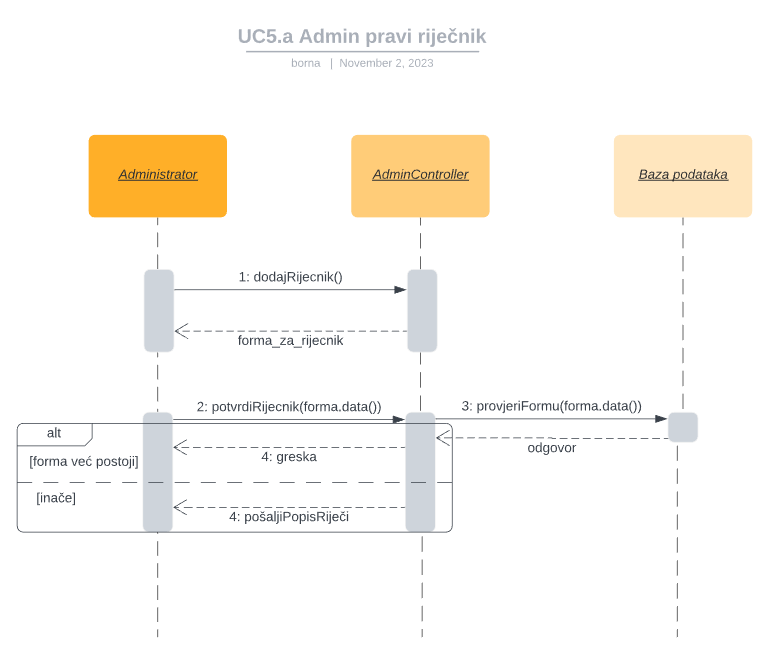 UC5.a Admin pravi riječnik
borna | November 2, 2023
Administrator
AdminController
Baza podataka
1: dodajRijecnik()
forma_za_rijecnik
2: potvrdiRijecnik(forma.data())
3: provjeriFormu(forma.data())
alt
odgovor
[forma već postoji]
4: greska
[inače]
4: pošaljiPopisRiječi